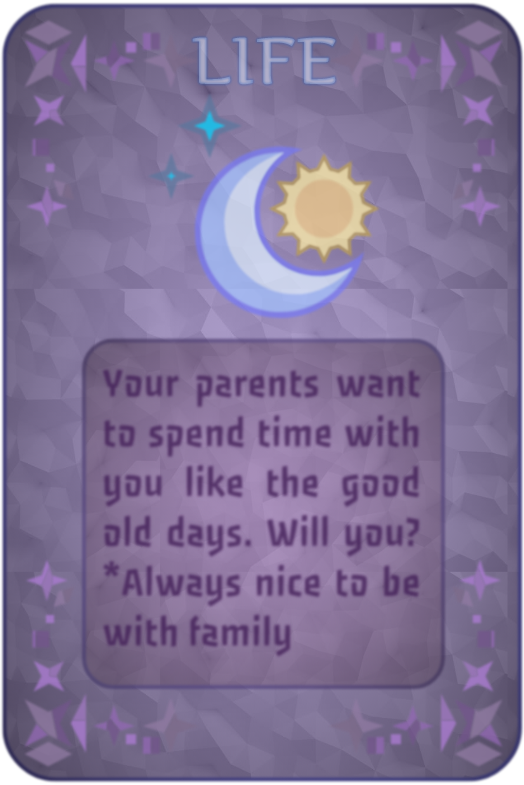 LIFE
Your parents want
to spend time with
you like the good
old days. Will you?
*Always nice to be
with family